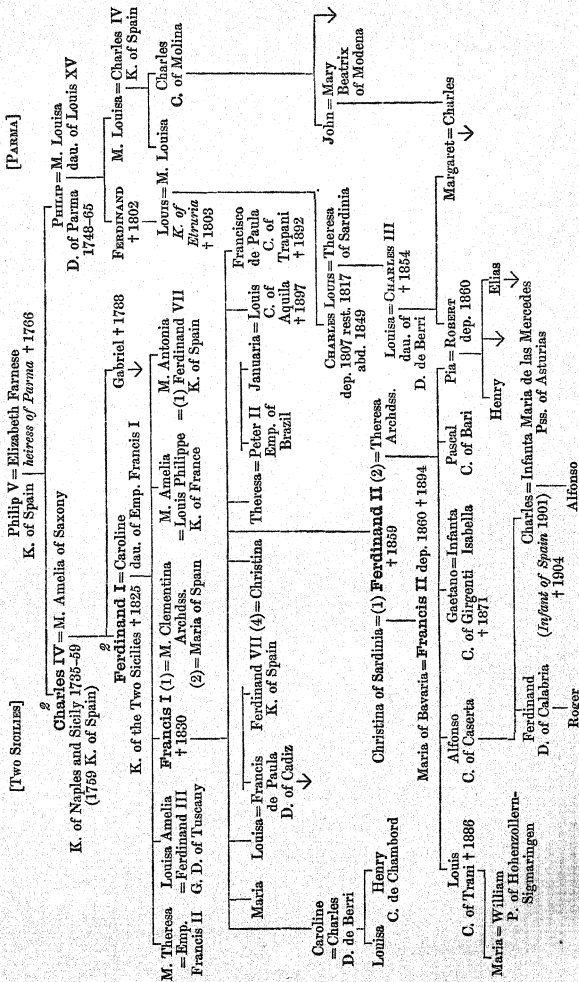 [TWO SICILIES]
[PARMA]
Philip V = Elizabeth Farnese
K. of Spain heiress of Parma † 1766
2
Charles IV = M. Amelia of Saxony
K. of Naples and Sicily 1735-59
(1759 K. of Spain)
PHILIP = M. Louisa
D. of Parma dau. of Louis XV
1748-65
2
Ferdinand I = Caroline
K. of the Two Sicilies † 1825 dau. of Emp. Francis I
Gabriel † 1788
FERDINAND
† 1802
M. Louisa = Charles IV
K. of Spain
M. Theresa
= Emp.
Francis II
Louisa Amelia
= Ferdinand III
G. D. of Tuscany
Francis I (1) = M. Clementina
† 1830 Archdss.
(2) = Maria of Spain
M. Amelia
= Louis Philippe
K. of France
M. Antonia
= (1) Ferdinand VII
K. of Spain
LOUIS = M. Louisa
K. of
Etruria
† 1803
Charles
C. of Molina
Maria
Louisa = Francis
de Paula
D. of Cadiz
Ferdinand VII (4) = Christina
K. of Spain
Theresa = Peter II
Emp. of
Brazil
Januaria = Louis
C. of
Aquila
† 1897
Francisco
de Paula
C. of
Trapani
† 1892
Caroline
= Charles
D. de Berri
Christina of Sardinia = (1) Ferdinand II (2) = Theresa
† 1859 Archdss.
CHARLES LOUIS = Theresa
dep. 1807 rest. 1817 of Sardinia
abd. 1849
John = Mary
Beatrix
of Modena
Louisa
Henry
C. de Chambord
Maria of Bavaria = Francis II dep. 1860 † 1894
Louisa = CHARLES III
dau. of † 1854
D. de Berri
Louis
C. of Trani † 1886
Alfonso
C. of Caserta
Gaetano = Infanta
C. of Girgenti Isabella
† 1871
Pascal
C. of Bari
Pia = ROBERT
dep. 1860
Margaret = Charles
Maria = William
P. of Hohenzollern-
Sigmaringen
Ferdinand
D. of Calabria
Charles = Infanta Maria de las Mercedes
(Infant of Spain 1901) Pss. of Asturias
† 1904
Henry
Elias
Roger
Alfonso